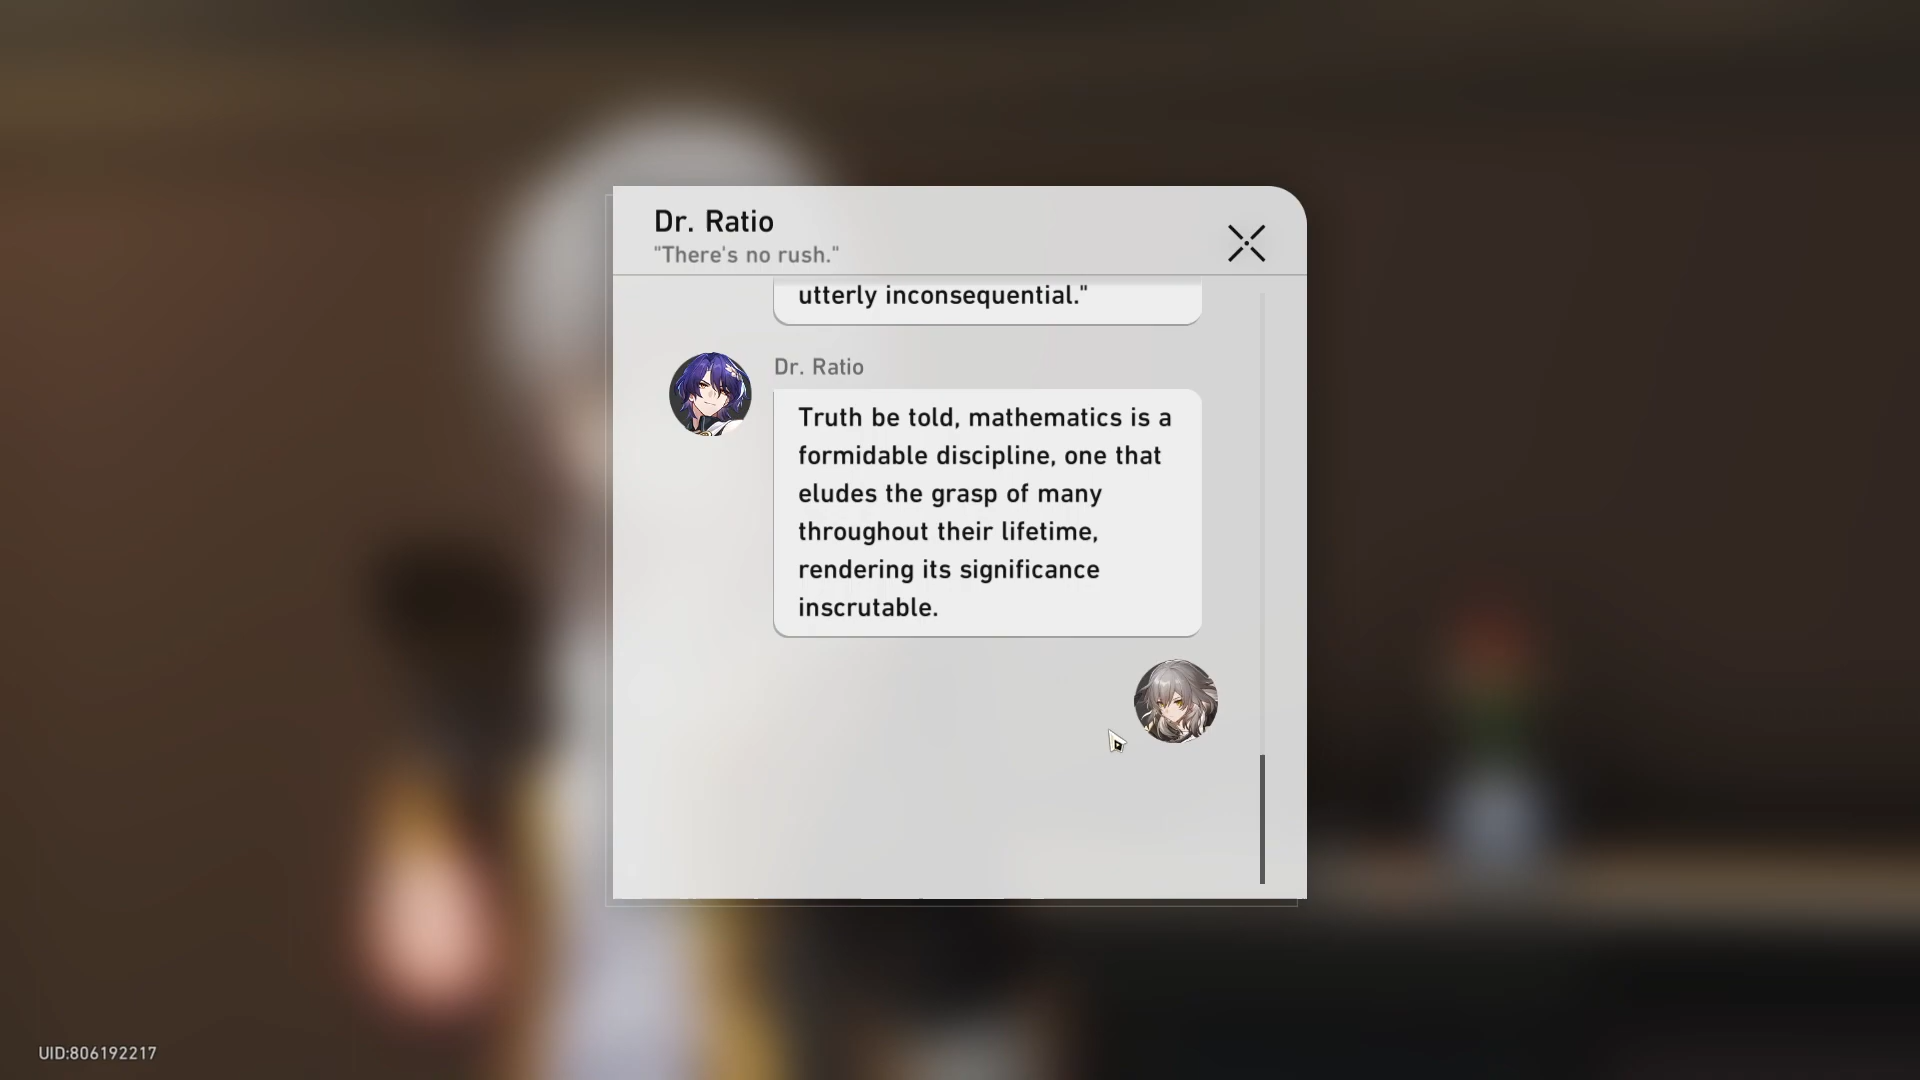 Dr. Ratio
"There's no rush."
utterly inconsequential."
Dr. Ratio
Truth be told, mathematics is a
formidable discipline, one that
eludes the grasp of many
throughout their lifetime,
rendering its significance
inscrutable.
UID:806192217